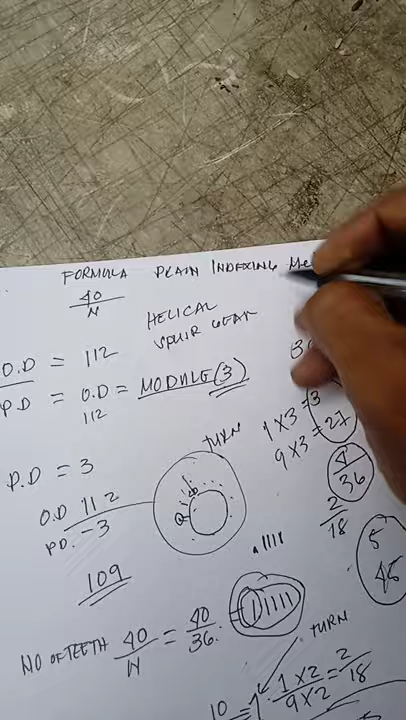 FORMULA PLAIN INDEXING
40/N
HELICAL
SPUR GEAR
O.D = 112
P.D = O.D = MODULE (3)
112
TURN
P.D = 3
O.D 112
P.D. - 3
109
1 X 3 = 3
9 X 3 = 27
4/36
2/18
5
45
NO OF TEETH 40/N = 40/36
TURN
10
1 X 2 / 9 X 2 = 2/18